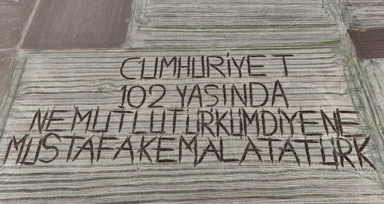 CUMHURİYET
102 YAŞINDA
NE MUTLU TÜRKÜM DİYENE
MUSTAFA KEMAL ATATÜRK